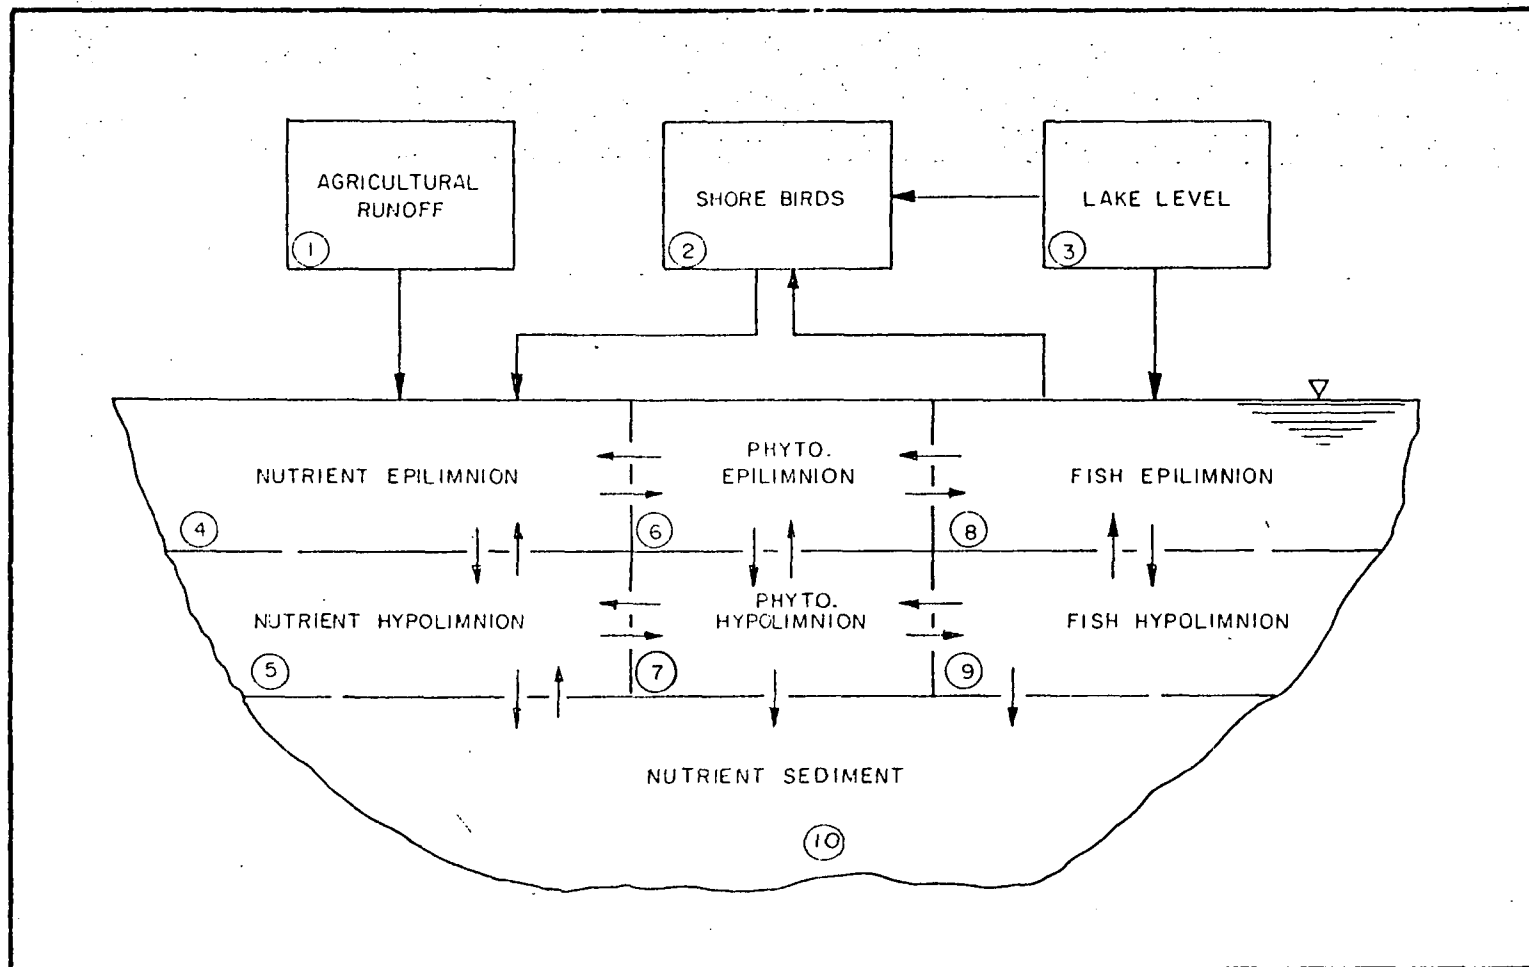 AGRICULTURAL
RUNOFF
1
SHORE BIRDS
2
LAKE LEVEL
3
NUTRIENT EPILIMNION
4
PHYTO.
EPILIMNION
6
FISH EPILIMNION
8
NUTRIENT HYPOLIMNION
5
PHYTO.
HYPOLIMNION
7
FISH HYPOLIMNION
9
NUTRIENT SEDIMENT
10